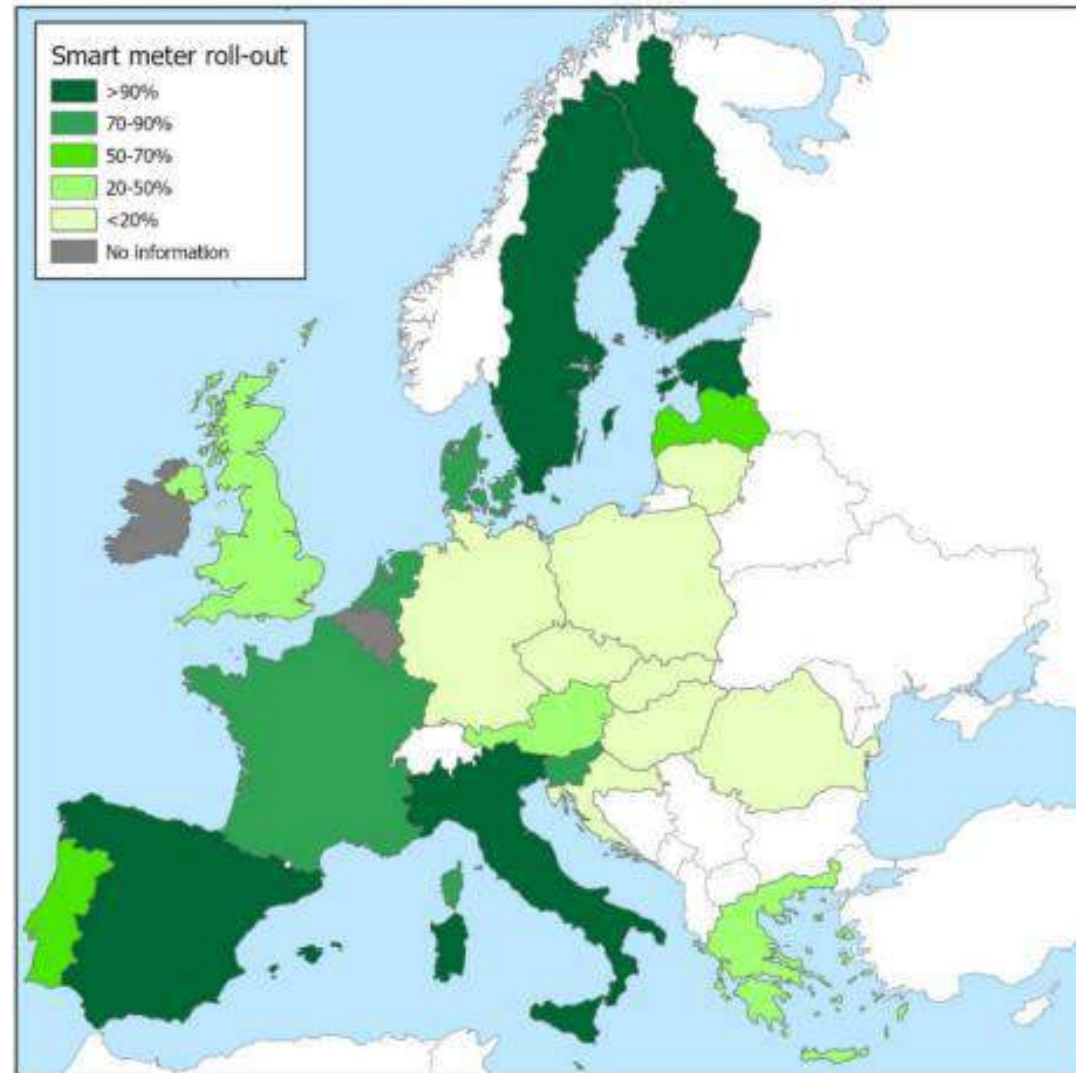 Smart meter roll-out
>90%
70-90%
50-70%
20-50%
<20%
No information